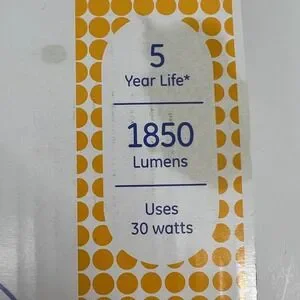 5
Year Life*
1850
Lumens
Uses
30 watts